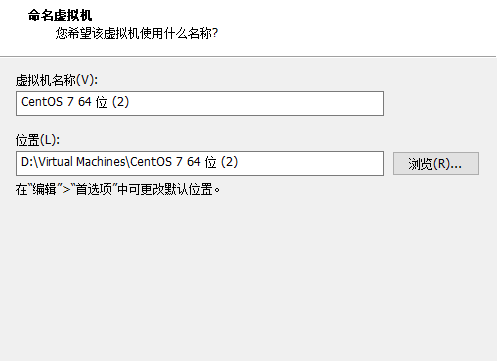 命名虚拟机
您希望该虚拟机使用什么名称?
虚拟机名称(V):
CentOS 7 64 位 (2)
位置(L):
D:\Virtual Machines\CentOS 7 64 位 (2)
浏览(R)...
在“编辑”>“首选项”中可更改默认位置。